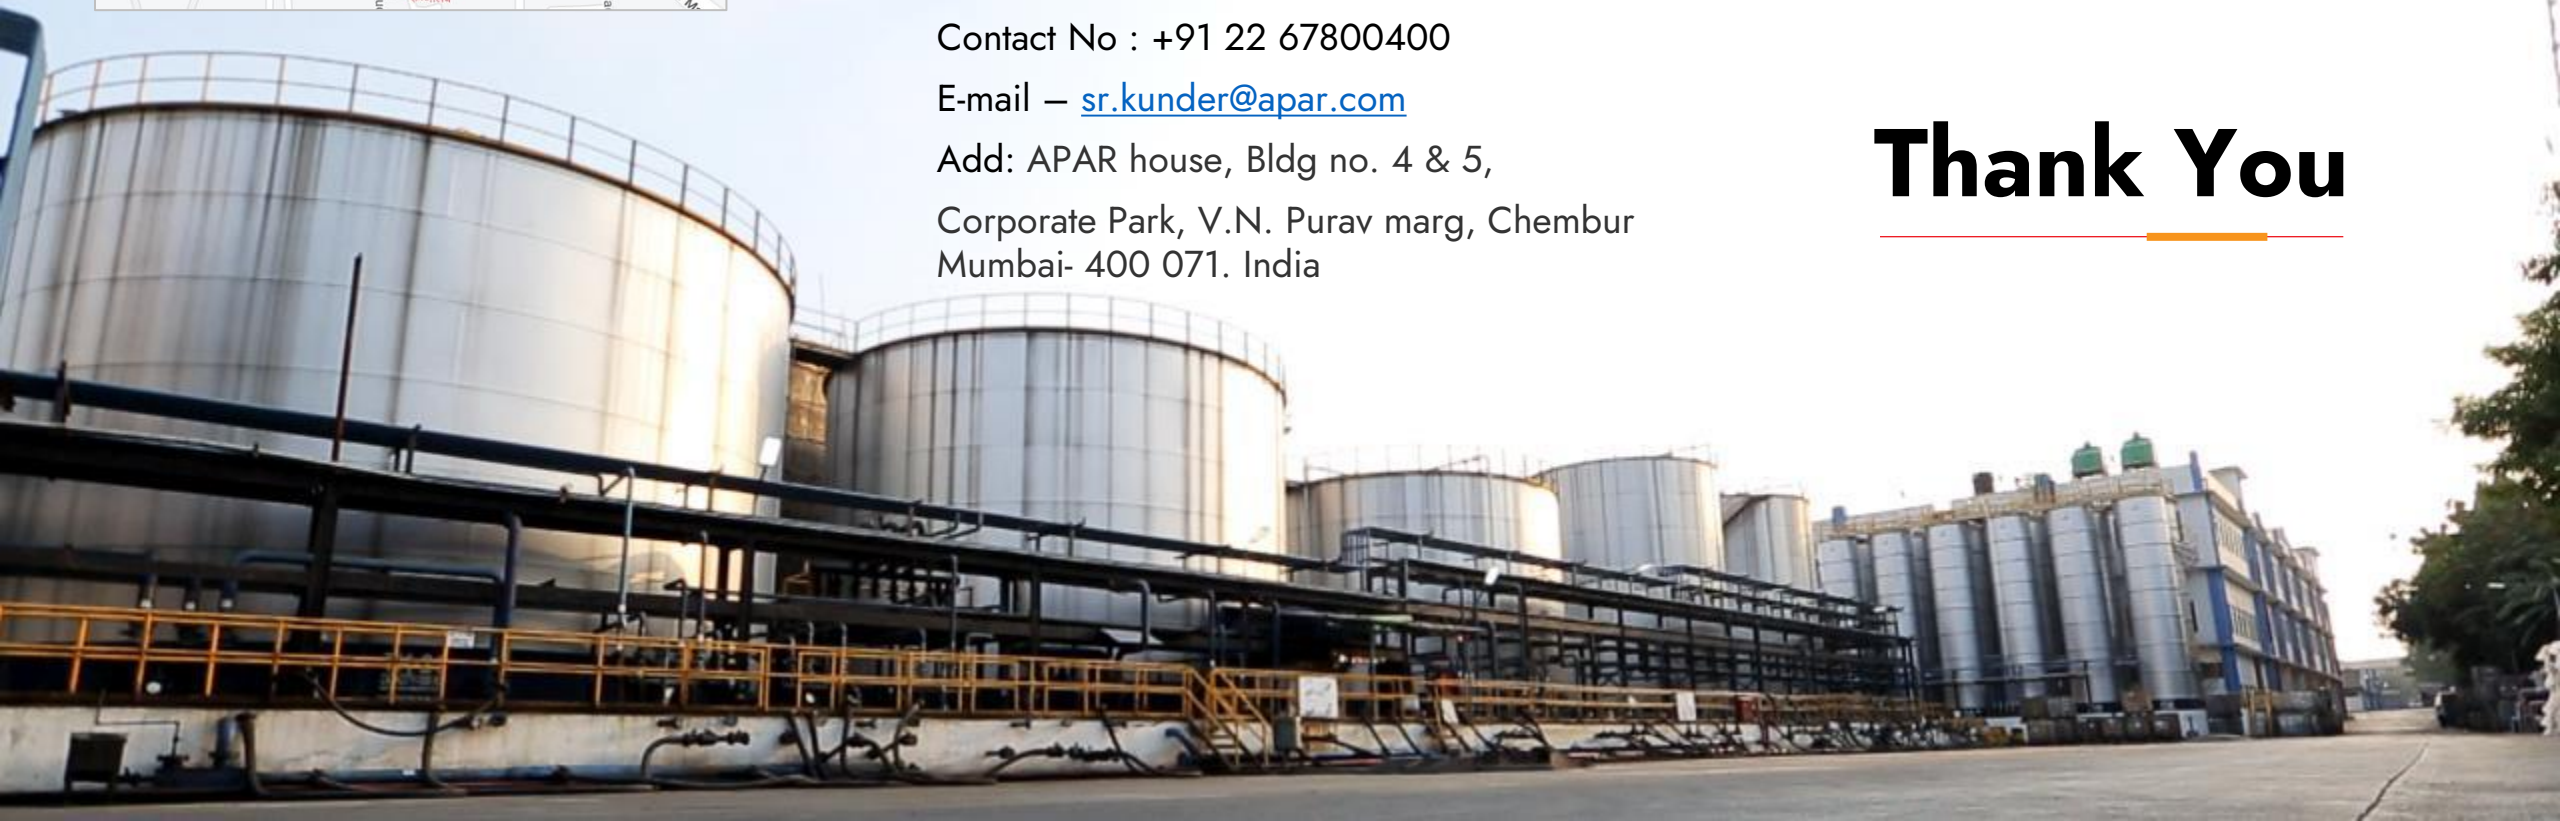 Contact No : +91 22 67800400
E-mail – sr.kunder@apar.com
Add: APAR house, Bldg no. 4 & 5,
Corporate Park, V.N. Purav marg, Chembur
Mumbai- 400 071. India
Thank You